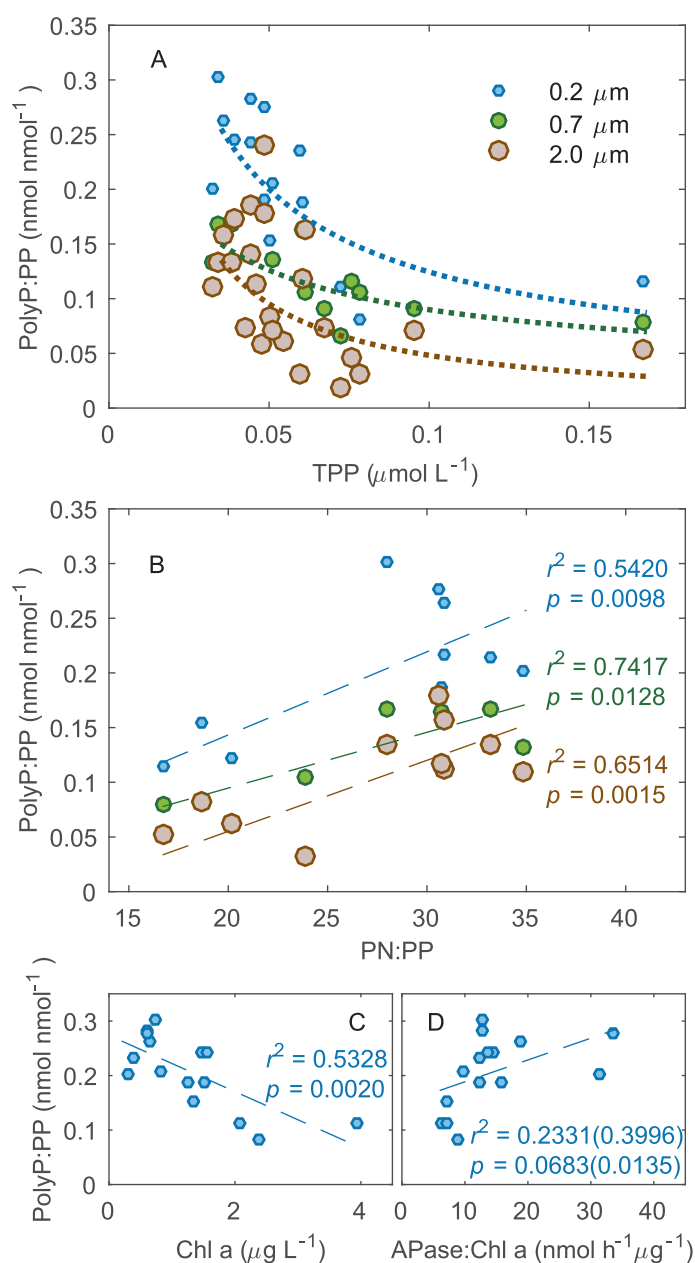 A
0.2 μm
0.7 μm
2.0 μm
PolyP:PP (nmol nmol⁻¹ )
0.35
0.3
0.25
0.2
0.15
0.1
0.05
0
0 0.05 0.1 0.15
TPP (μmol L⁻¹ )
B
r² = 0.5420
p = 0.0098
r² = 0.7417
p = 0.0128
r² = 0.6514
p = 0.0015
PolyP:PP (nmol nmol⁻¹ )
0.35
0.3
0.25
0.2
0.15
0.1
0.05
0
15 20 25 30 35 40
PN:PP
C
r² = 0.5328
p = 0.0020
PolyP:PP (nmol nmol⁻¹ )
0.3
0.2
0.1
0
0 2 4
Chl a (μg L⁻¹)
D
r² = 0.2331(0.3996)
p = 0.0683(0.0135)
0 10 20 30 40
APase:Chl a (nmol h⁻¹μg⁻¹)